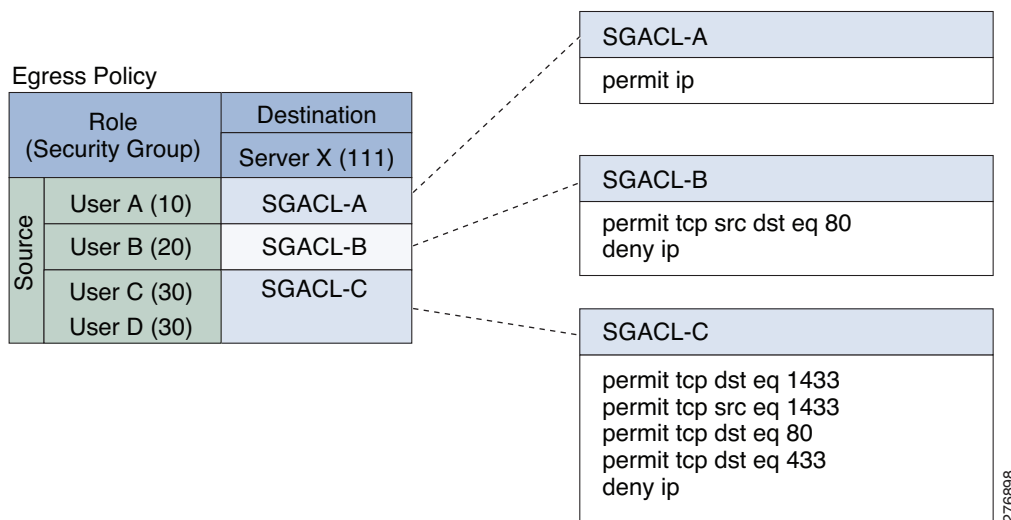 Egress Policy
Role
(Security Group)
Destination
Server X (111)
Source
User A (10)
SGACL-A
User B (20)
SGACL-B
User C (30)
User D (30)
SGACL-C
SGACL-A
permit ip
SGACL-B
permit tcp src dst eq 80
deny ip
SGACL-C
permit tcp dst eq 1433
permit tcp src eq 1433
permit tcp dst eq 80
permit tcp dst eq 433
deny ip
276898